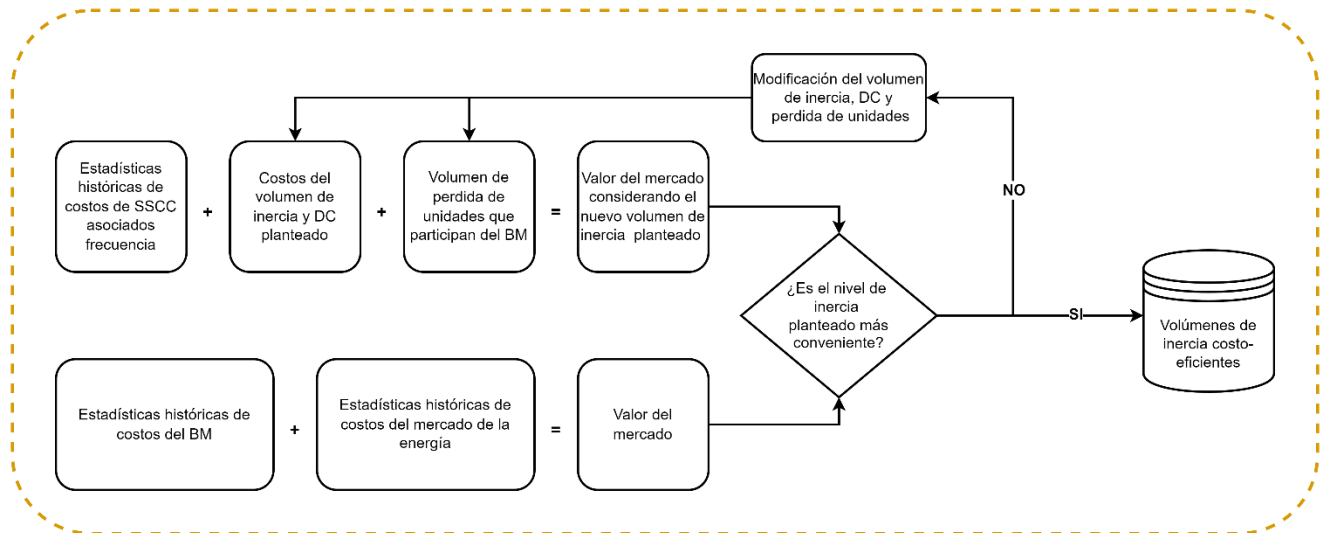 Modificación del volumen
de inercia, DC y
perdida de unidades
Estadísticas
históricas de
costos de SSCC
asociados
frecuencia
+
Costos del
volumen de
inercia y DC
planteado
+
Volumen de
perdida de
unidades que
participan del BM
=
Valor del mercado
considerando el
nuevo volumen de
inercia planteado
NO
¿Es el nivel de
inercia
planteado más
conveniente?
SI
Volúmenes de
inercia costo-
eficientes
Estadísticas históricas de
costos del BM
+
Estadísticas históricas de
costos del mercado de la
energía
=
Valor del
mercado